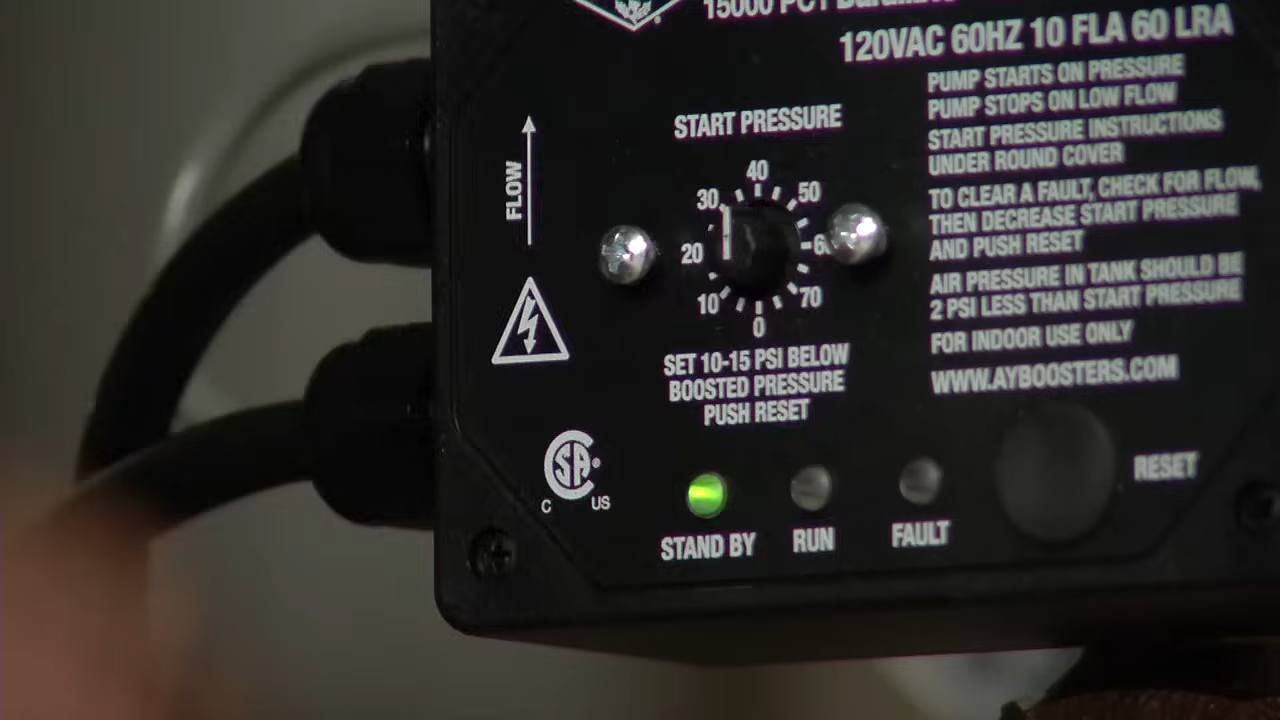 15000 PCT
120VAC 60HZ 10 FLA 60 LRA
PUMP STARTS ON PRESSURE
PUMP STOPS ON LOW FLOW
START PRESSURE INSTRUCTIONS
UNDER ROUND COVER
TO CLEAR A FAULT, CHECK FOR FLOW,
THEN DECREASE START PRESSURE
AND PUSH RESET
AIR PRESSURE IN TANK SHOULD BE
2 PSI LESS THAN START PRESSURE
FOR INDOOR USE ONLY
WWW.AYBOOSTERS.COM
START PRESSURE
40
30 50
20 60
10 70
0
SET 10-15 PSI BELOW
BOOSTED PRESSURE
PUSH RESET
FLOW
CSA
C US
STAND BY RUN FAULT RESET